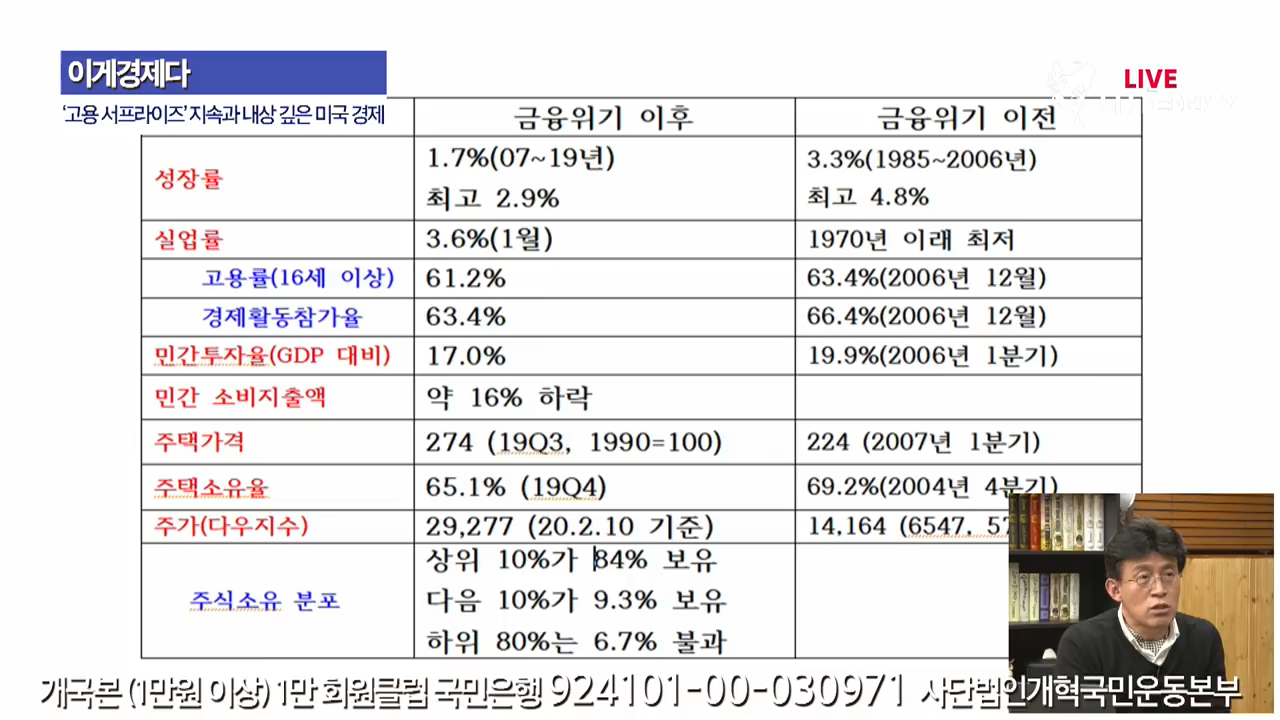 이게경제다
LIVE
'고용 서프라이즈' 지속과 내상 깊은 미국 경제
금융위기 이후 금융위기 이전
성장률 1.7%(07~19년) 3.3%(1985~2006년)
최고 2.9% 최고 4.8%
실업률 3.6%(1월) 1970년 이래 최저
고용률(16세 이상) 61.2% 63.4%(2006년 12월)
경제활동참가율 63.4% 66.4%(2006년 12월)
민간투자율(GDP 대비) 17.0% 19.9%(2006년 1분기)
민간 소비지출액 약 16% 하락
주택가격 274 (19Q3, 1990=100) 224 (2007년 1분기)
주택소유율 65.1% (19Q4) 69.2%(2004년 4분기)
주가(다우지수) 29,277 (20.2.10 기준) 14,164 (6547, 57
상위 10%가 84% 보유
주식소유 분포 다음 10%가 9.3% 보유
하위 80%는 6.7% 불과
개국본 (1만원 이상) 1만 회원클럽 국민은행 924101-00-030971 사단법인개혁국민운동본부